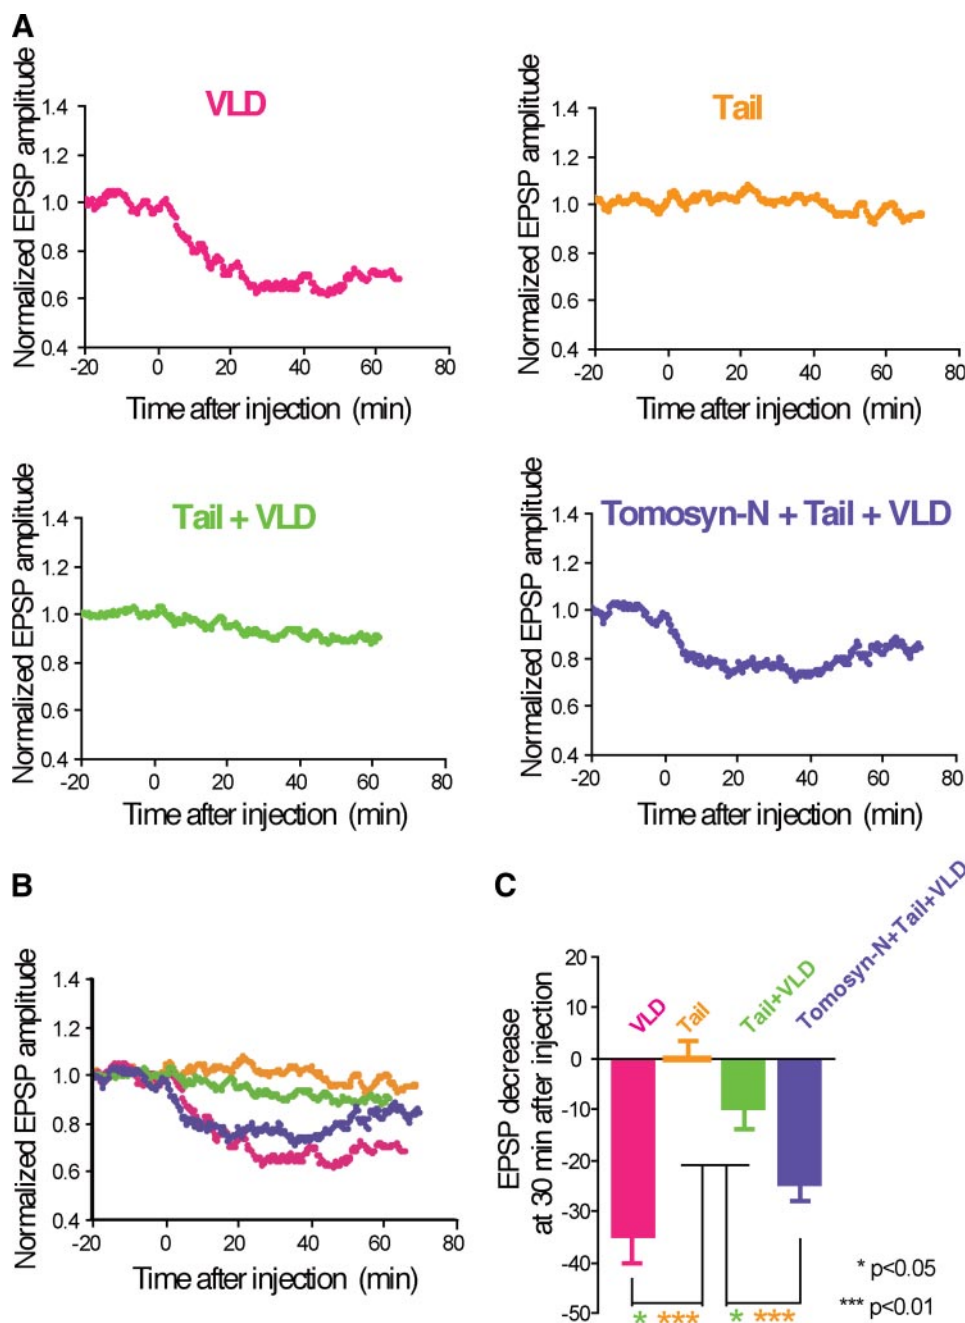 A
VLD
Normalized EPSP amplitude
1.4
1.2
1.0
0.8
0.6
0.4
-20 0 20 40 60 80
Time after injection (min)
Tail
Normalized EPSP amplitude
1.4
1.2
1.0
0.8
0.6
0.4
-20 0 20 40 60 80
Time after injection (min)
Tail + VLD
Normalized EPSP amplitude
1.4
1.2
1.0
0.8
0.6
0.4
-20 0 20 40 60 80
Time after injection (min)
Tomosyn-N + Tail + VLD
Normalized EPSP amplitude
1.4
1.2
1.0
0.8
0.6
0.4
-20 0 20 40 60 80
Time after injection (min)
B
Normalized EPSP amplitude
1.4
1.2
1.0
0.8
0.6
0.4
-20 0 20 40 60 80
Time after injection (min)
C
EPSP decrease
at 30 min after injection
20
10
0
-10
-20
-30
-40
-50
VLD
Tail
Tail+VLD
Tomosyn-N+Tail+VLD
* *** * ***
* p<0.05
*** p<0.01